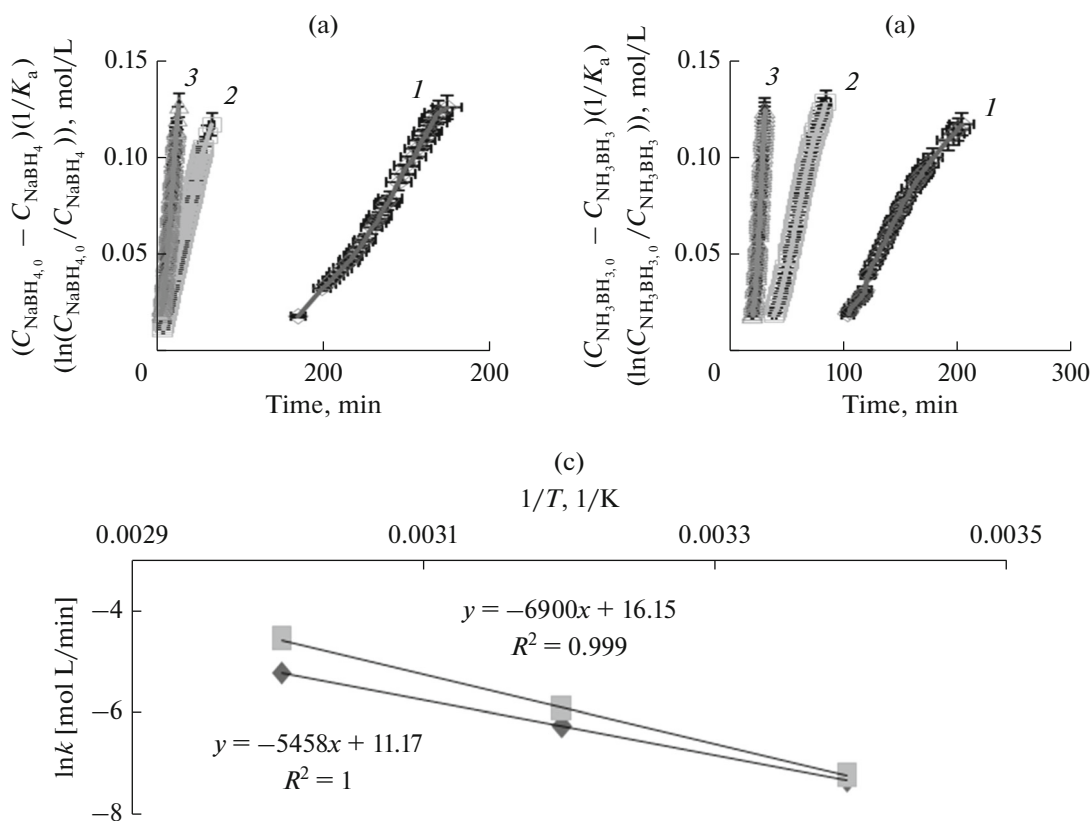 (a)
(C_NaBH4,0 − C_NaBH4)(1/K_a)
(ln(C_NaBH4,0/C_NaBH4)), mol/L
0.15
0.10
0.05
3
2
1
0
200
200
Time, min
(a)
(C_NH3BH3,0 − C_NH3BH3)(1/K_a)
(ln(C_NH3BH3,0/C_NH3BH3)), mol/L
0.15
0.10
0.05
3
2
1
0
100
200
300
Time, min
(c)
1/T, 1/K
0.0029
0.0031
0.0033
0.0035
lnk [mol L/min]
−4
−6
−8
y = −6900x + 16.15
R² = 0.999
y = −5458x + 11.17
R² = 1